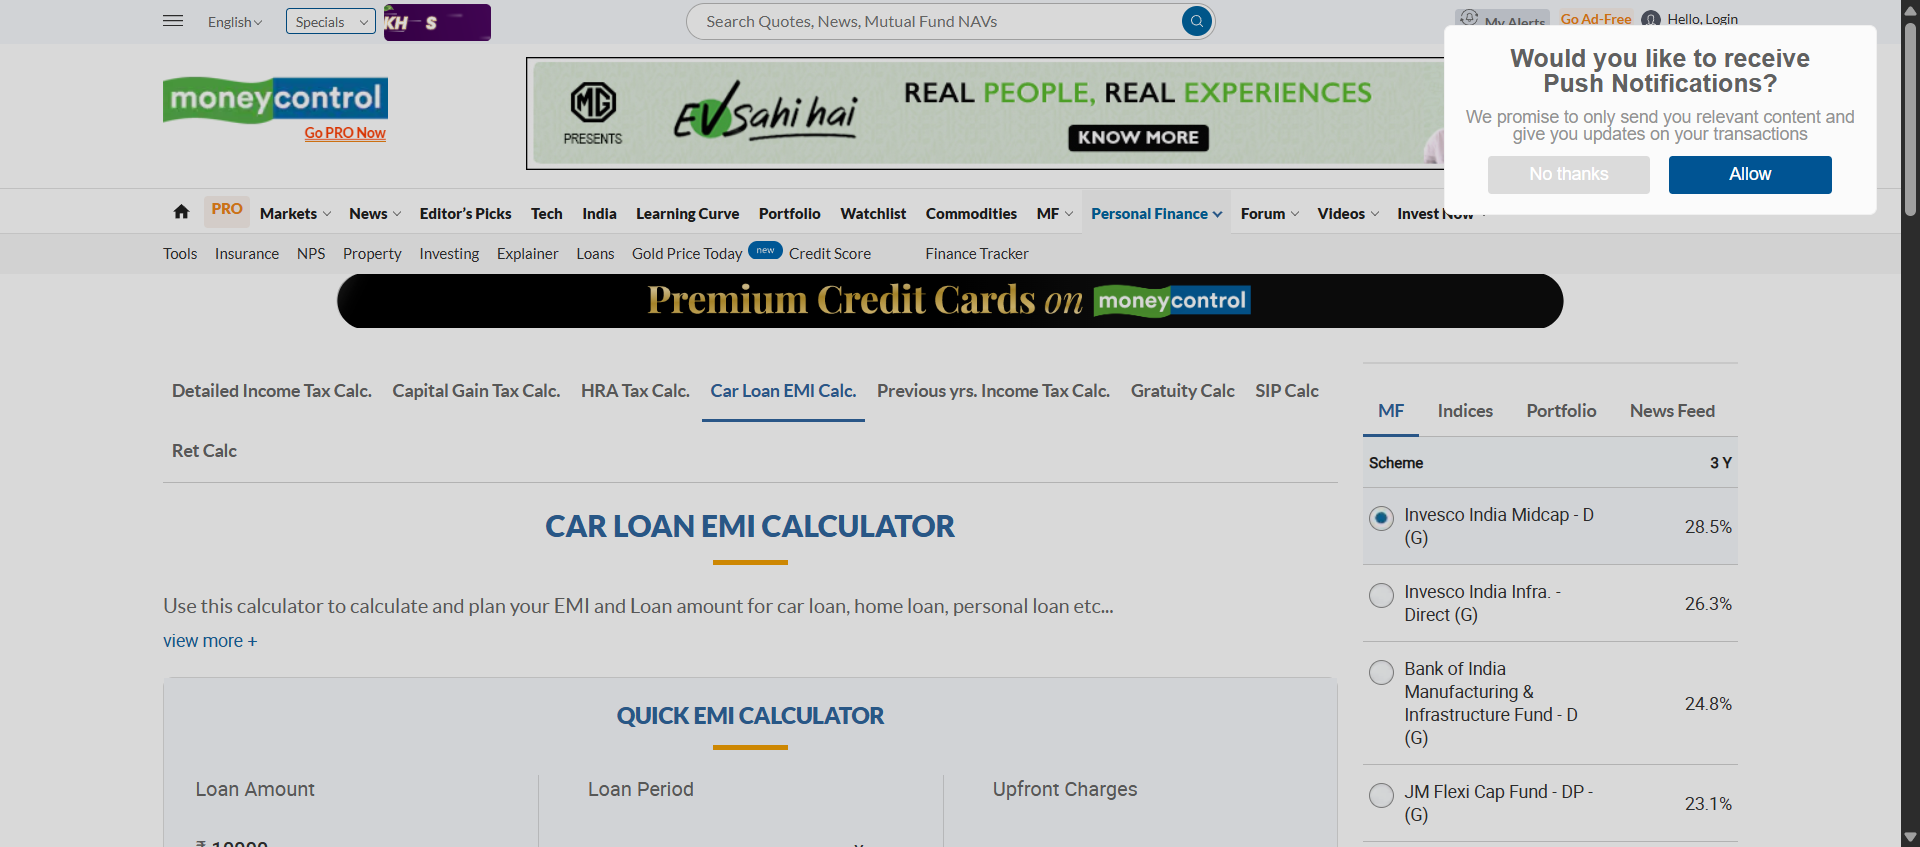 English
Specials
KH S
Search Quotes, News, Mutual Fund NAVs
My Alerts
Go Ad-Free
Hello, Login
Would you like to receive
Push Notifications?
We promise to only send you relevant content and
give you updates on your transactions
No thanks
Allow
moneycontrol
Go PRO Now
MG
PRESENTS
EV Sahi hai
REAL PEOPLE, REAL EXPERIENCES
KNOW MORE
PRO
Markets
News
Editor's Picks
Tech
India
Learning Curve
Portfolio
Watchlist
Commodities
MF
Personal Finance
Forum
Videos
Invest Now
Tools
Insurance
NPS
Property
Investing
Explainer
Loans
Gold Price Today
new
Credit Score
Finance Tracker
Premium Credit Cards on moneycontrol
Detailed Income Tax Calc.
Capital Gain Tax Calc.
HRA Tax Calc.
Car Loan EMI Calc.
Previous yrs. Income Tax Calc.
Gratuity Calc
SIP Calc
Ret Calc
CAR LOAN EMI CALCULATOR
Use this calculator to calculate and plan your EMI and Loan amount for car loan, home loan, personal loan etc...
view more +
QUICK EMI CALCULATOR
Loan Amount
Loan Period
Upfront Charges
₹ 10000
MF
Indices
Portfolio
News Feed
Scheme
3 Y
Invesco India Midcap - D
(G)
28.5%
Invesco India Infra. -
Direct (G)
26.3%
Bank of India
Manufacturing &
Infrastructure Fund - D
(G)
24.8%
JM Flexi Cap Fund - DP -
(G)
23.1%